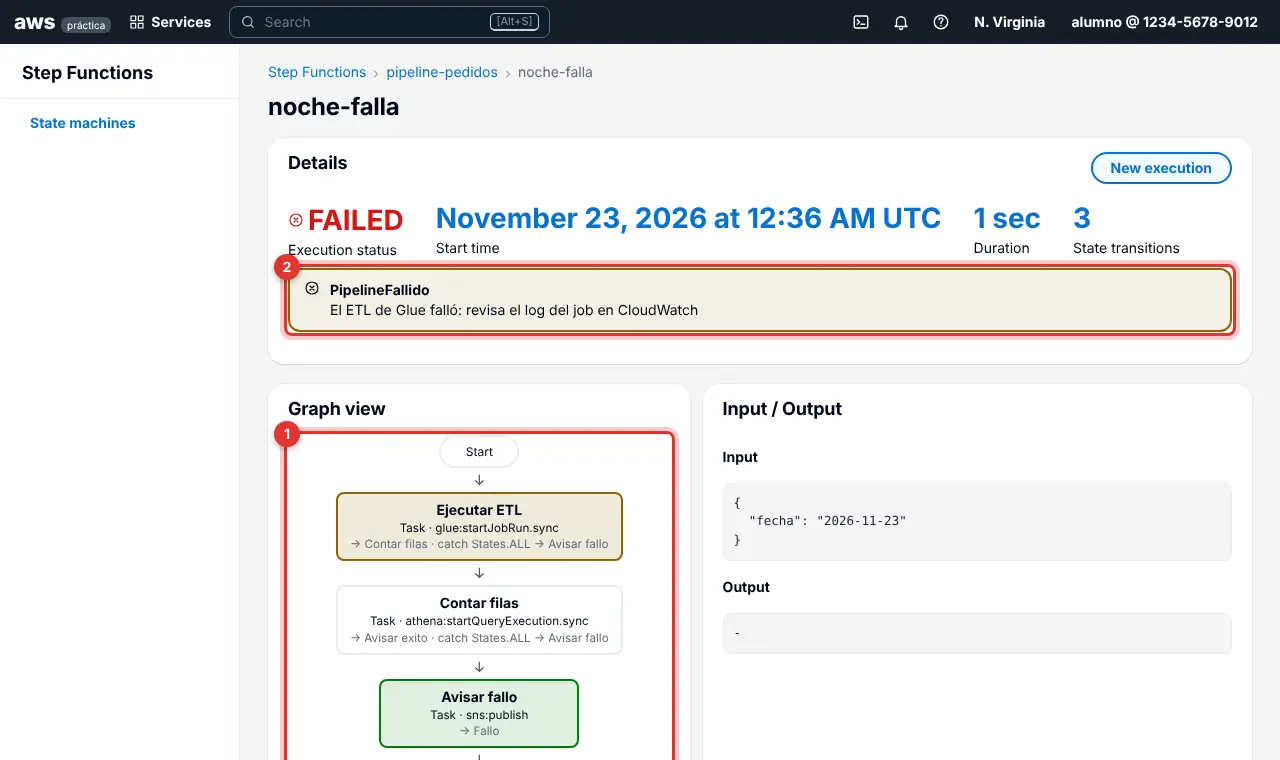 aws práctica Services Search [Alt+S] N. Virginia alumno @ 1234-5678-9012
Step Functions
State machines
Step Functions › pipeline-pedidos › noche-falla
noche-falla
Details
New execution
FAILED
Execution status
November 23, 2026 at 12:36 AM UTC
Start time
1 sec
Duration
3
State transitions
2
PipelineFallido
El ETL de Glue falló: revisa el log del job en CloudWatch
Graph view
1
Start
↓
Ejecutar ETL
Task · glue:startJobRun.sync
→ Contar filas · catch States.ALL → Avisar fallo
↓
Contar filas
Task · athena:startQueryExecution.sync
→ Avisar exito · catch States.ALL → Avisar fallo
↓
Avisar fallo
Task · sns:publish
→ Fallo
Input / Output
Input
{
"fecha": "2026-11-23"
}
Output
-